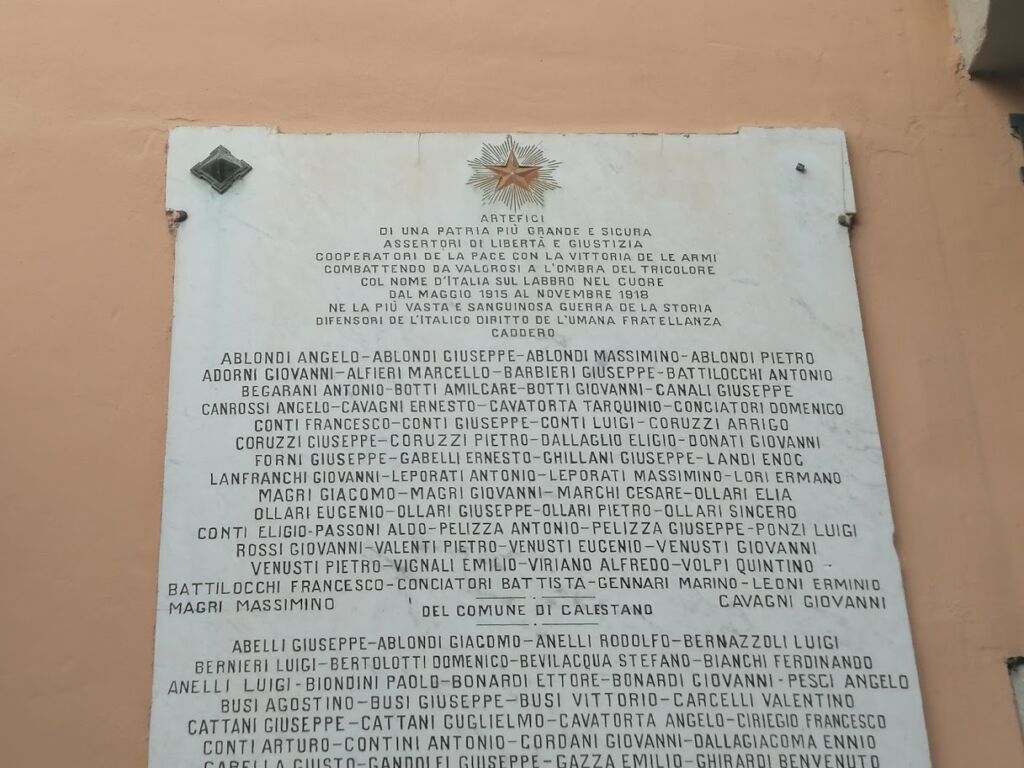 ARTEFICI
DI UNA PATRIA PIÙ GRANDE E SICURA
ASSERTORI DI LIBERTÀ E GIUSTIZIA
COOPERATORI DE LA PACE CON LA VITTORIA DE LE ARMI
COMBATTENDO DA VALOROSI A L'OMBRA DEL TRICOLORE
COL NOME D'ITALIA SUL LABBRO NEL CUORE
DAL MAGGIO 1915 AL NOVEMBRE 1918
NE LA PIÙ VASTA E SANGUINOSA GUERRA DE LA STORIA
DIFENSORI DE L'ITALICO DIRITTO DE L'UMANA FRATELLANZA
CADDERO
ABLONDI ANGELO-ABLONDI GIUSEPPE-ABLONDI MASSIMINO-ABLONDI PIETRO
ADORNI GIOVANNI-ALFIERI MARCELLO-BARBIERI GIUSEPPE-BATTILOCCHI ANTONIO
BEGARANI ANTONIO-BOTTI AMILCARE-BOTTI GIOVANNI-CANALI GIUSEPPE
CANROSSI ANGELO-CAVAGNI ERNESTO-CAVATORTA TARQUINIO-CONCIATORI DOMENICO
CONTI FRANCESCO-CONTI GIUSEPPE-CONTI LUIGI-CORUZZI ARRIGO
CORUZZI GIUSEPPE-CORUZZI PIETRO-DALLAGLIO ELIGIO-DONATI GIOVANNI
FORNI GIUSEPPE-GABELLI ERNESTO-GHILLANI GIUSEPPE-LANDI ENOC
LANFRANCHI GIOVANNI-LEPORATI ANTONIO-LEPORATI MASSIMINO-LORI ERMANO
MAGRI GIACOMO-MAGRI GIOVANNI-MARCHI CESARE-OLLARI ELIA
OLLARI EUGENIO-OLLARI GIUSEPPE-OLLARI PIETRO-OLLARI SINCERO
CONTI ELIGIO-PASSONI ALDO-PELIZZA ANTONIO-PELIZZA GIUSEPPE-PONZI LUIGI
ROSSI GIOVANNI-VALENTI PIETRO-VENUSTI EUGENIO-VENUSTI GIOVANNI
VENUSTI PIETRO-VIGNALI EMILIO-VIRIANO ALFREDO-VOLPI QUINTINO
BATTILOCCHI FRANCESCO-CONCIATORI BATTISTA-GENNARI MARINO-LEONI ERMINIO
MAGRI MASSIMINO CAVAGNI GIOVANNI
DEL COMUNE DI CALESTANO
ABELLI GIUSEPPE-ABLONDI GIACOMO-ANELLI RODOLFO-BERNAZZOLI LUIGI
BERNIERI LUIGI-BERTOLOTTI DOMENICO-BEVILACQUA STEFANO-BIANCHI FERDINANDO
ANELLI LUIGI-BIONDINI PAOLO-BONARDI ETTORE-BONARDI GIOVANNI-PESCI ANGELO
BUSI AGOSTINO-BUSI GIUSEPPE-BUSI VITTORIO-CARCELLI VALENTINO
CATTANI GIUSEPPE-CATTANI GUGLIELMO-CAVATORTA ANGELO-CIRIEGIO FRANCESCO
CONTI ARTURO-CONTINI ANTONIO-CORDANI GIOVANNI-DALLAGIACOMA ENNIO
GABELLA GIUSTO-GANDOLFI GIUSEPPE-GAZZA EMILIO-GHIRARDI BENVENUTO